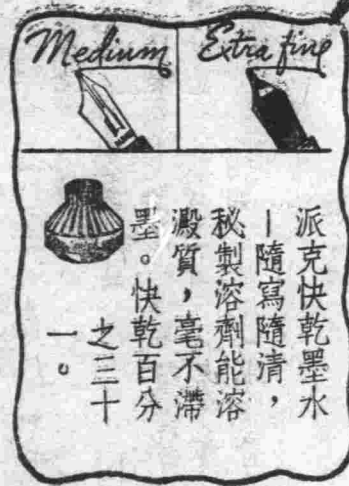 Medium
Extra fine
派克快乾墨水
—隨寫隨清，
秘製溶劑能溶
澱質，毫不滯
墨。快乾百分
之三十
一。